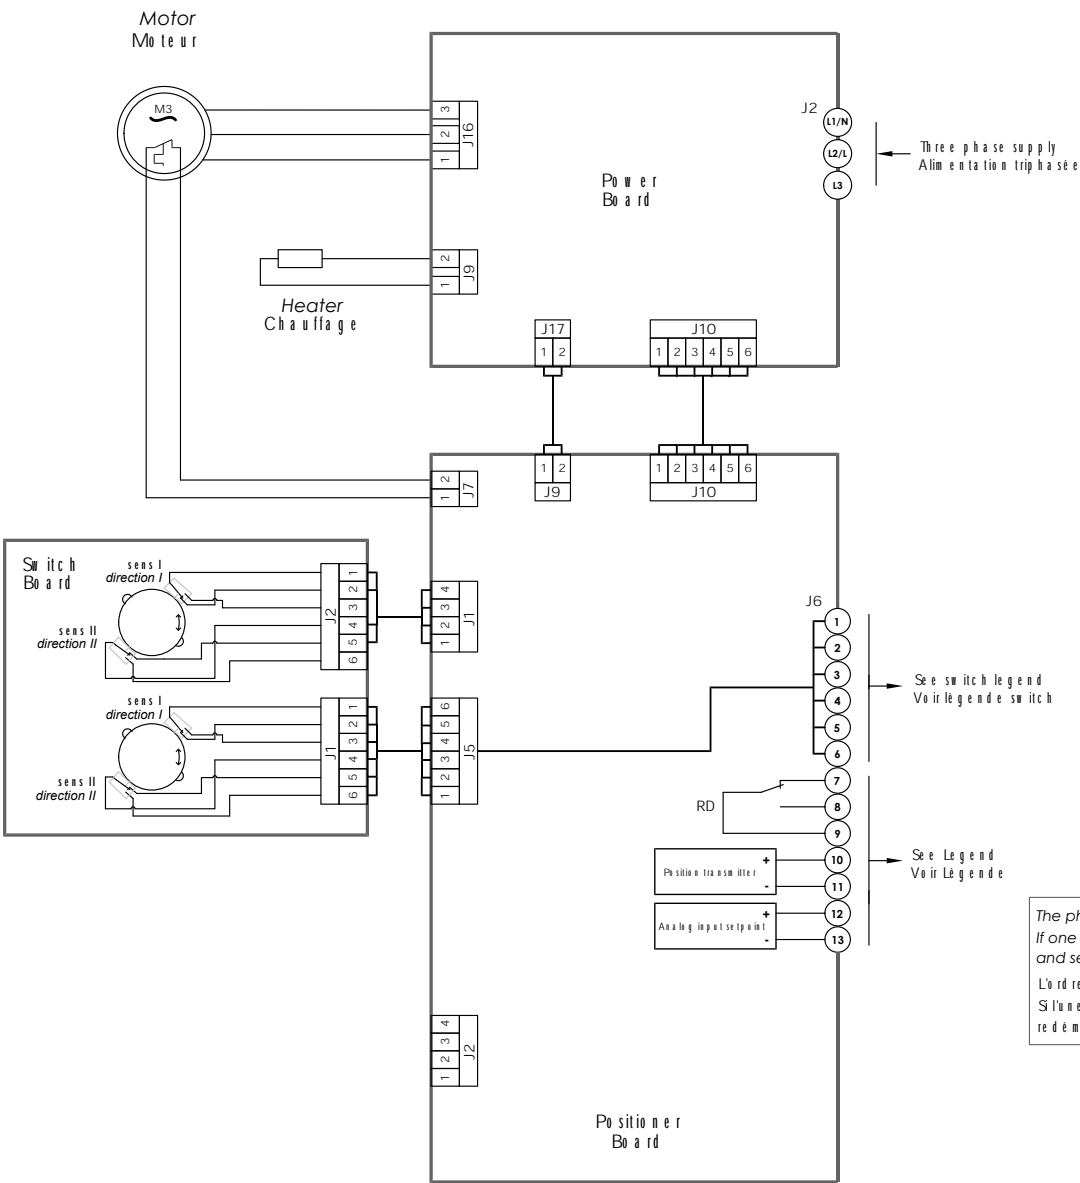 Motor
Moteur
M3
3
2
1
J16
J2
L1/N
L2/L
L3
Three phase supply
Alimentation triphasée
Power
Board
2
1
J9
Heater
Chauffage
J17
1 2
J10
1 2 3 4 5 6
1 2
J9
1 2 3 4 5 6
J10
2
1
J7
Switch
Board
sens I
direction I
sens II
direction II
J2
1
2
3
4
5
6
4
3
2
1
J1
sens I
direction I
sens II
direction II
J1
1
2
3
4
5
6
6
5
4
3
2
1
J5
J6
1
2
3
4
5
6
7
8
9
10
11
12
13
See switch legend
Voir légende switch
RD
Position transmitter
+
-
Analog input setpoint
+
-
See Legend
Voir Légende
The ph
If one
and se
L'ordre
Si l'une
redém
4
3
2
1
J2
Positioner
Board